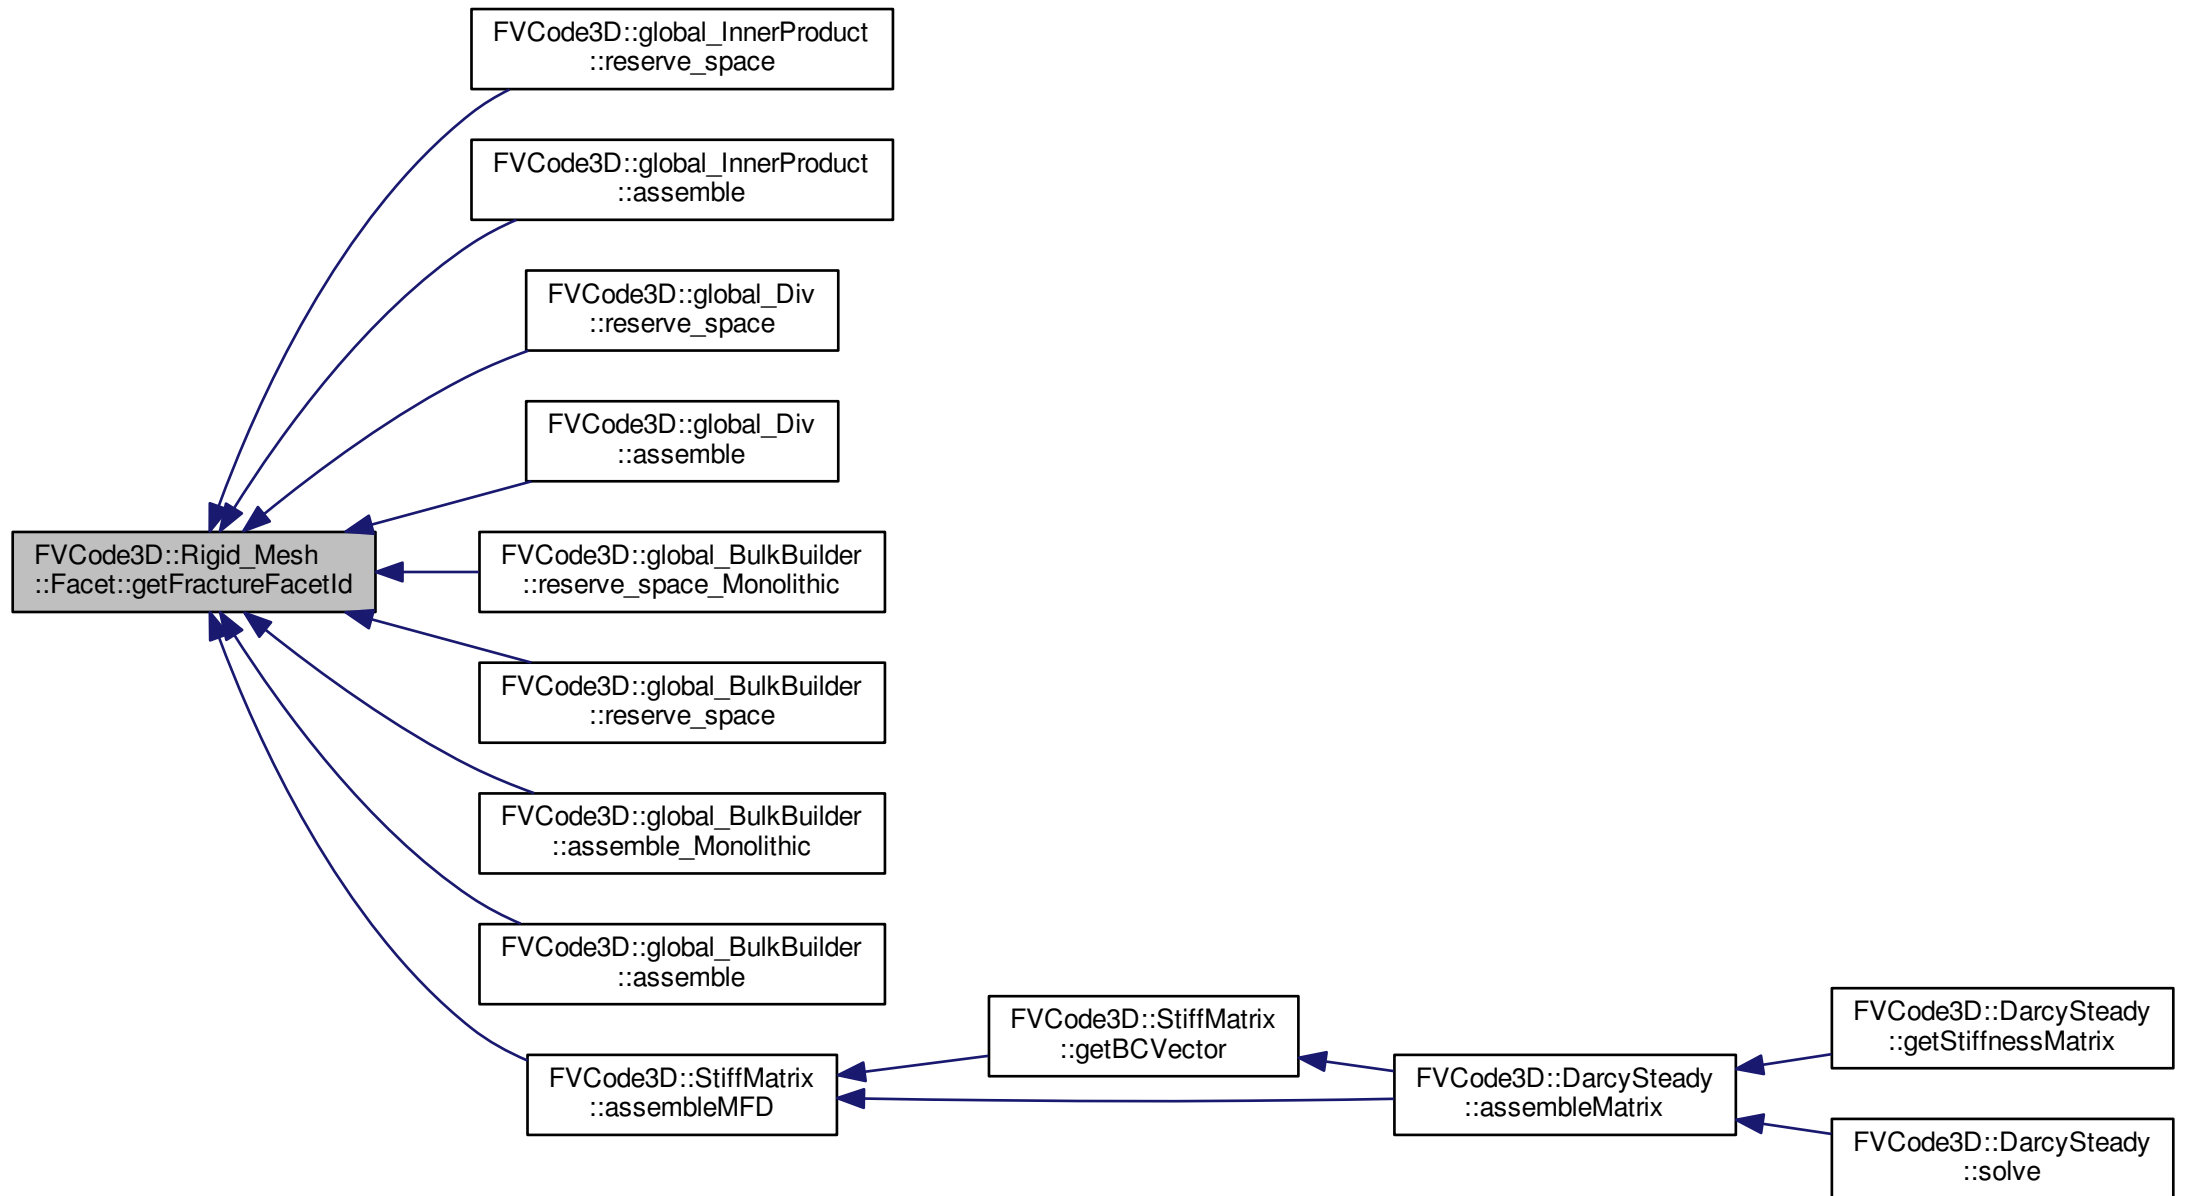 FVCode3D::global_InnerProduct
::reserve_space
FVCode3D::global_InnerProduct
::assemble
FVCode3D::global_Div
::reserve_space
FVCode3D::global_Div
::assemble
FVCode3D::Rigid_Mesh
::Facet::getFractureFacetId
FVCode3D::global_BulkBuilder
::reserve_space_Monolithic
FVCode3D::global_BulkBuilder
::reserve_space
FVCode3D::global_BulkBuilder
::assemble_Monolithic
FVCode3D::global_BulkBuilder
::assemble
FVCode3D::StiffMatrix
::assembleMFD
FVCode3D::StiffMatrix
::getBCVector
FVCode3D::DarcySteady
::assembleMatrix
FVCode3D::DarcySteady
::getStiffnessMatrix
FVCode3D::DarcySteady
::solve